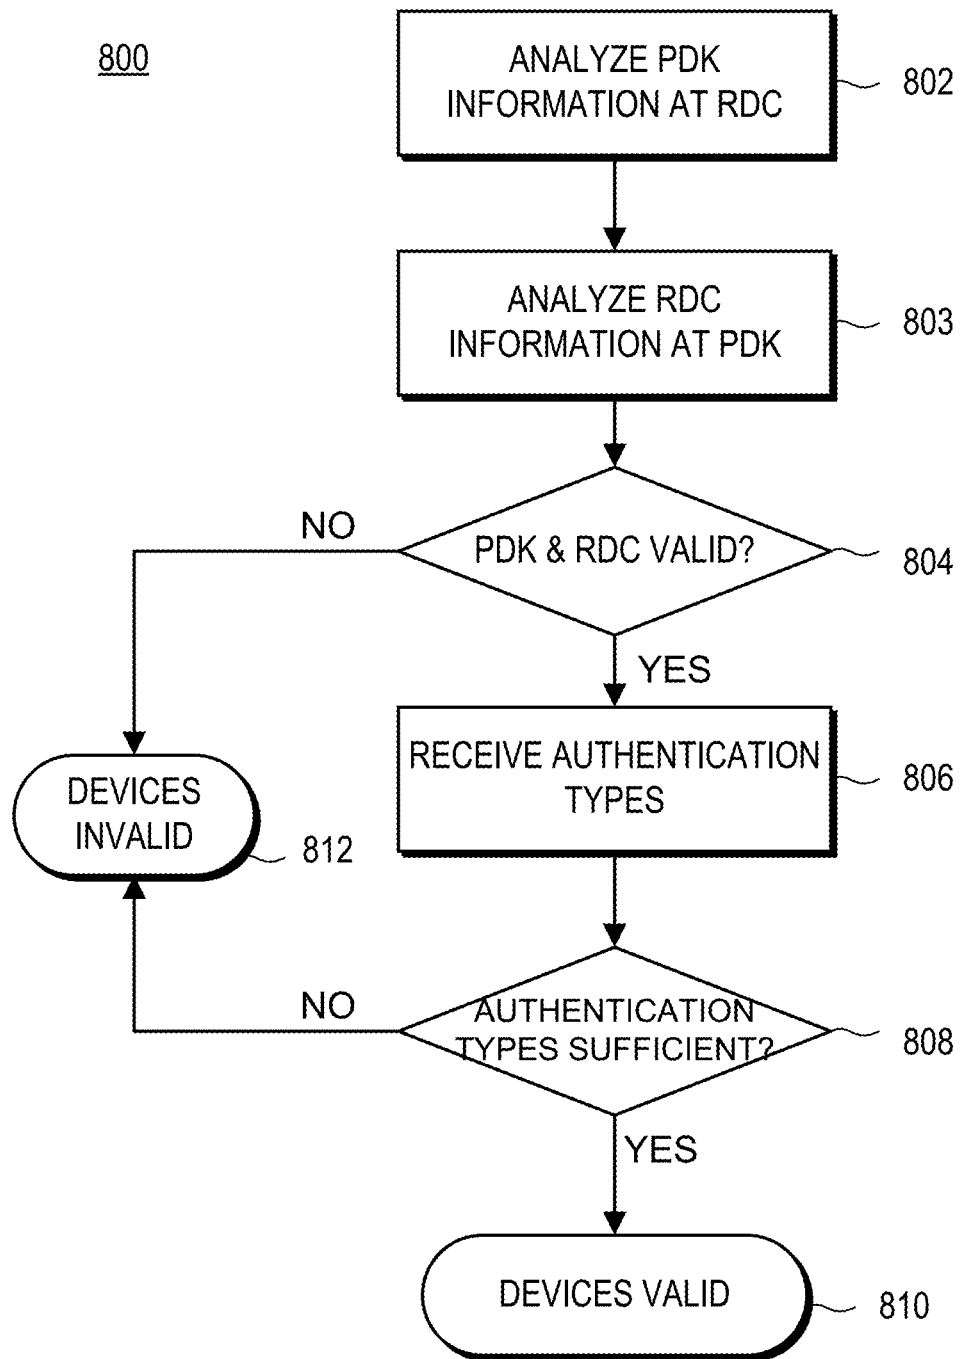 800
ANALYZE PDK
INFORMATION AT RDC
802
ANALYZE RDC
INFORMATION AT PDK
803
NO
PDK & RDC VALID?
804
YES
RECEIVE AUTHENTICATION
TYPES
806
DEVICES
INVALID
812
NO
AUTHENTICATION
TYPES SUFFICIENT?
808
YES
DEVICES VALID
810